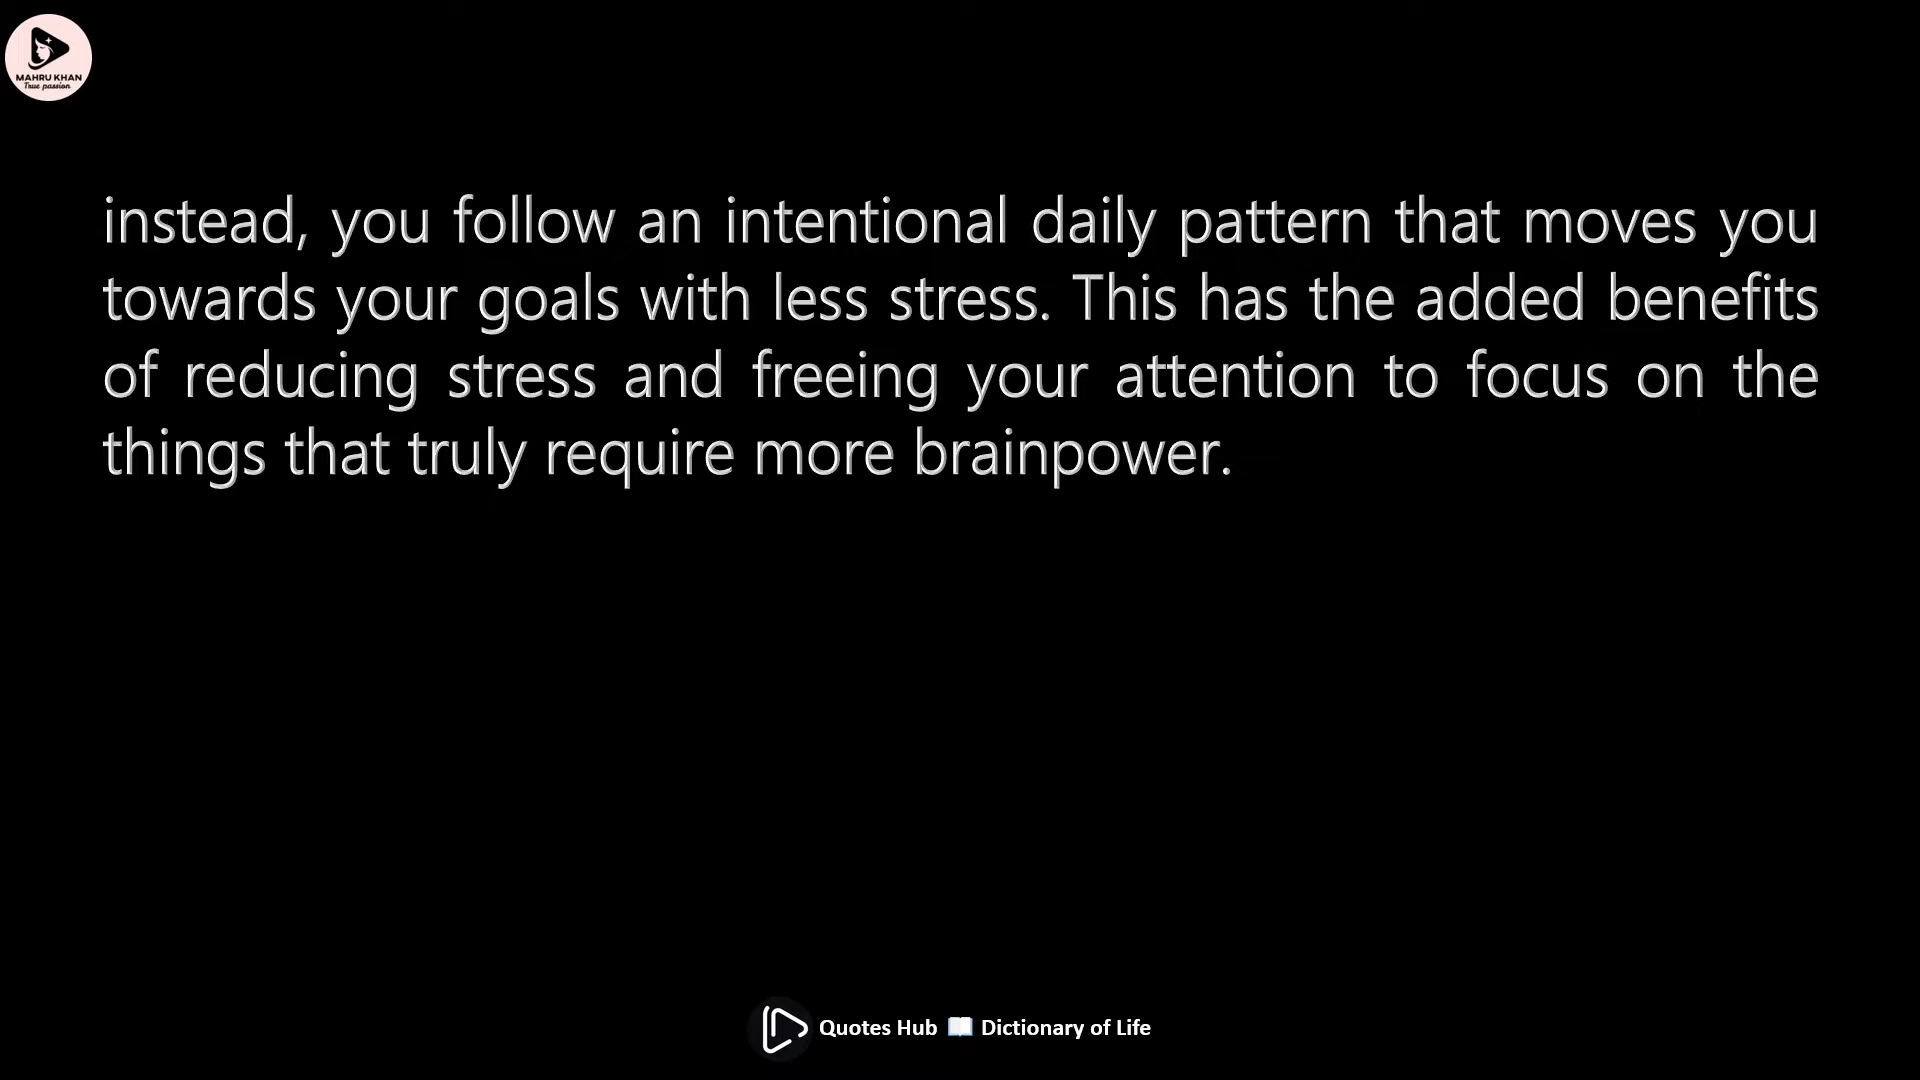 MAHRU KHAN
True passion
instead, you follow an intentional daily pattern that moves you
towards your goals with less stress. This has the added benefits
of reducing stress and freeing your attention to focus on the
things that truly require more brainpower.
Quotes Hub 📖 Dictionary of Life